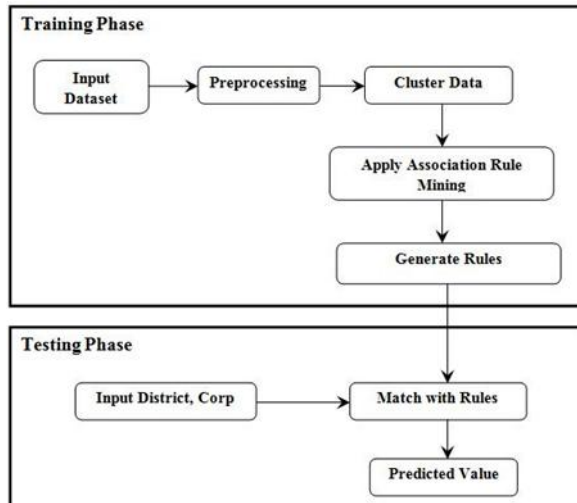 Training Phase
Input
Dataset
Preprocessing
Cluster Data
Apply Association Rule
Mining
Generate Rules
Testing Phase
Input District, Corp
Match with Rules
Predicted Value